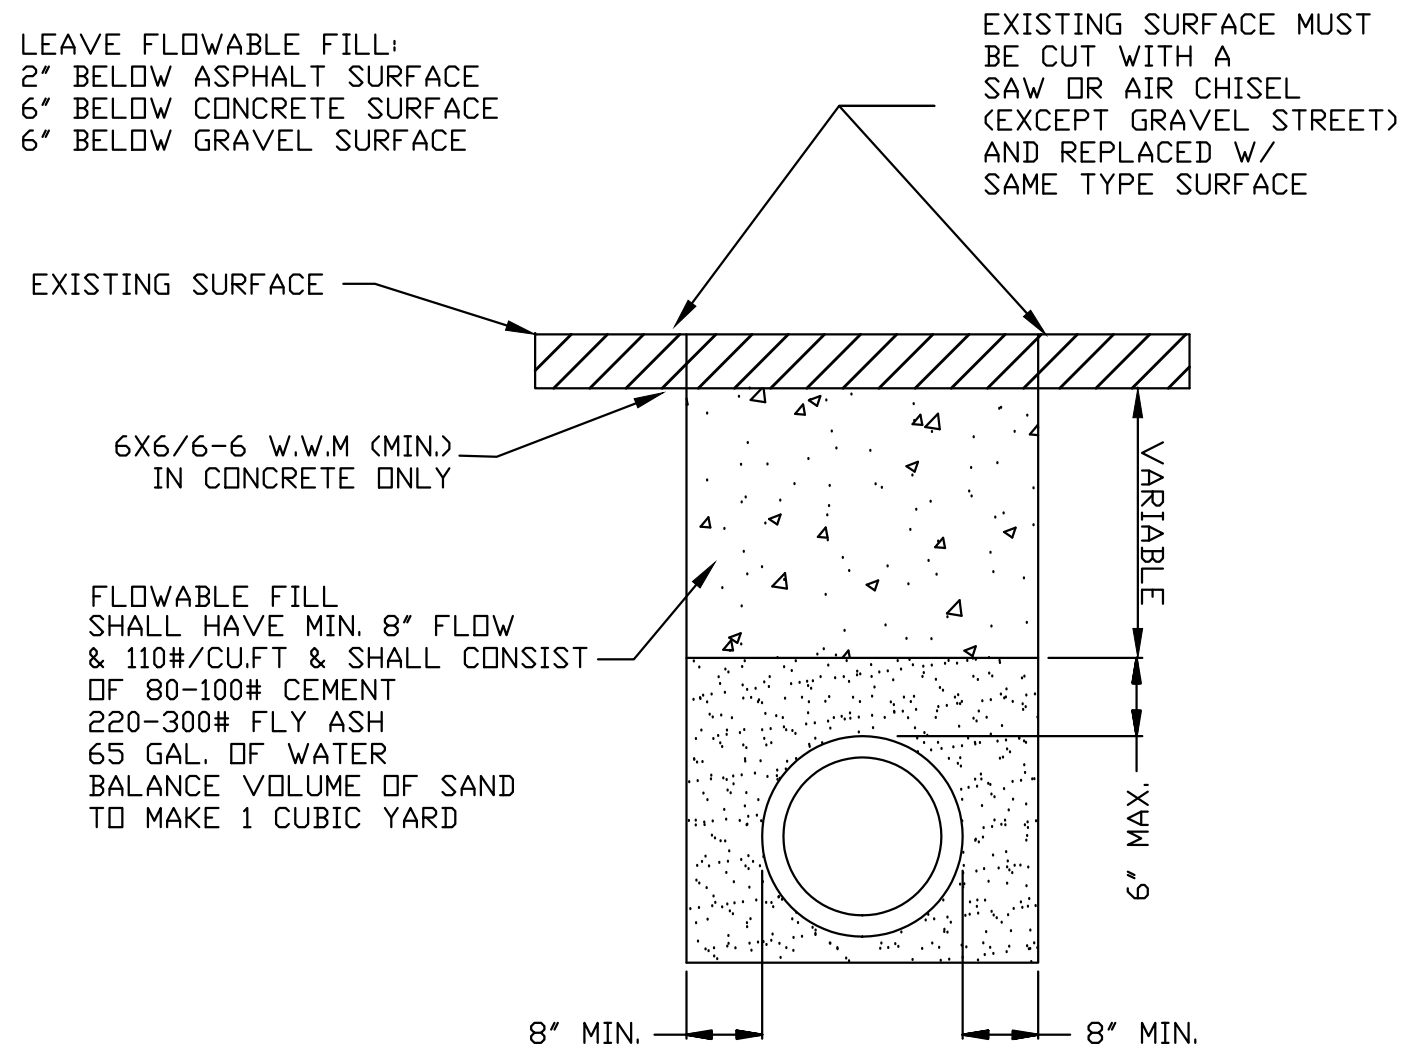 LEAVE FLOWABLE FILL:
2" BELOW ASPHALT SURFACE
6" BELOW CONCRETE SURFACE
6" BELOW GRAVEL SURFACE
EXISTING SURFACE MUST
BE CUT WITH A
SAW OR AIR CHISEL
(EXCEPT GRAVEL STREET)
AND REPLACED W/
SAME TYPE SURFACE
EXISTING SURFACE
6X6/6-6 W.W.M (MIN.)
IN CONCRETE ONLY
VARIABLE
FLOWABLE FILL
SHALL HAVE MIN. 8" FLOW
& 110#/CU.FT & SHALL CONSIST
OF 80-100# CEMENT
220-300# FLY ASH
65 GAL. OF WATER
BALANCE VOLUME OF SAND
TO MAKE 1 CUBIC YARD
6" MAX.
8" MIN.
8" MIN.